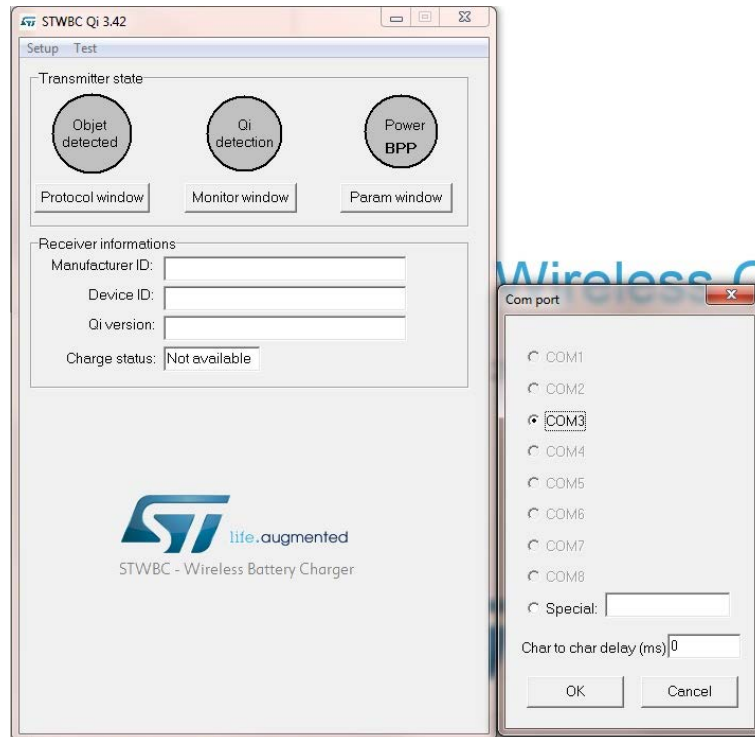 STWBC Qi 3.42
Setup Test
Transmitter state
Objet detected
Qi detection
Power BPP
Protocol window
Monitor window
Param window
Receiver informations
Manufacturer ID:
Device ID:
Qi version:
Charge status: Not available
ST
life.augmented
STWBC - Wireless Battery Charger
Wireless
Com port
COM1
COM2
COM3
COM4
COM5
COM6
COM7
COM8
Special:
Char to char delay (ms) 0
OK Cancel